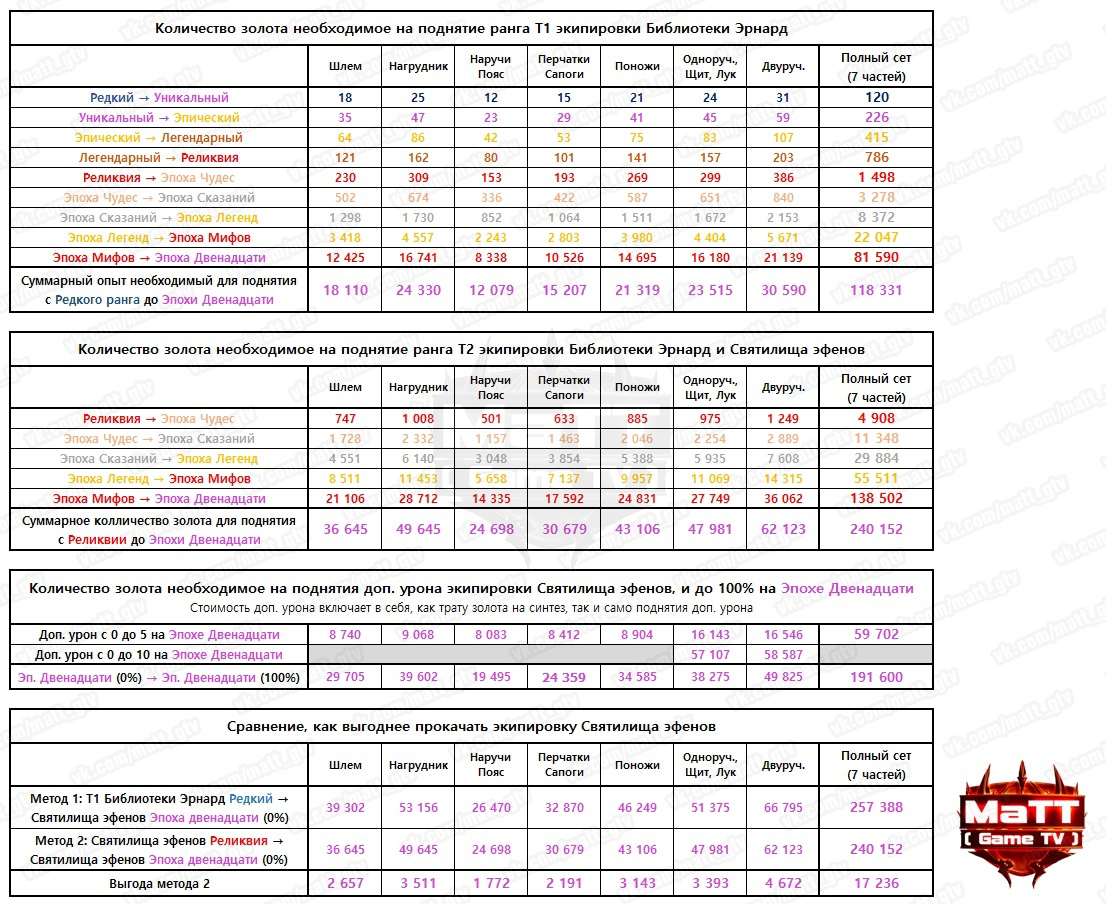 Количество золота необходимое на поднятие ранга Т1 экипировки Библиотеки Эрнард
Шлем Нагрудник Наручи Пояс Перчатки Сапоги Поножи Одноруч., Щит, Лук Двуруч. Полный сет (7 частей)
Редкий → Уникальный 18 25 12 15 21 24 31 120
Уникальный → Эпический 35 47 23 29 41 45 59 226
Эпический → Легендарный 64 86 42 53 75 83 107 415
Легендарный → Реликвия 121 162 80 101 141 157 203 786
Реликвия → Эпоха Чудес 230 309 153 193 269 299 386 1 498
Эпоха Чудес → Эпоха Сказаний 502 674 336 422 587 651 840 3 278
Эпоха Сказаний → Эпоха Легенд 1 298 1 730 852 1 064 1 511 1 672 2 153 8 372
Эпоха Легенд → Эпоха Мифов 3 418 4 557 2 243 2 803 3 980 4 404 5 671 22 047
Эпоха Мифов → Эпоха Двенадцати 12 425 16 741 8 338 10 526 14 695 16 180 21 139 81 590
Суммарный опыт необходимый для поднятия
с Редкого ранга до Эпохи Двенадцати 18 110 24 330 12 079 15 207 21 319 23 515 30 590 118 331
Количество золота необходимое на поднятие ранга Т2 экипировки Библиотеки Эрнард и Святилища эфенов
Шлем Нагрудник Наручи Пояс Перчатки Сапоги Поножи Одноруч., Щит, Лук Двуруч. Полный сет (7 частей)
Реликвия → Эпоха Чудес 747 1 008 501 633 885 975 1 249 4 908
Эпоха Чудес → Эпоха Сказаний 1 728 2 332 1 157 1 463 2 046 2 254 2 889 11 348
Эпоха Сказаний → Эпоха Легенд 4 551 6 140 3 048 3 854 5 388 5 935 7 608 29 884
Эпоха Легенд → Эпоха Мифов 8 511 11 453 5 658 7 137 9 957 11 069 14 315 55 511
Эпоха Мифов → Эпоха Двенадцати 21 106 28 712 14 335 17 592 24 831 27 749 36 062 138 502
Суммарное колличество золота для поднятия
с Реликвии до Эпохи Двенадцати 36 645 49 645 24 698 30 679 43 106 47 981 62 123 240 152
Количество золота необходимое на поднятия доп. урона экипировки Святилища эфенов, и до 100% на Эпохе Двенадцати
Стоимость доп. урона включает в себя, как трату золота на синтез, так и само поднятия доп. урона
Доп. урон с 0 до 5 на Эпохе Двенадцати 8 740 9 068 8 083 8 412 8 904 16 143 16 546 59 702
Доп. урон с 0 до 10 на Эпохе Двенадцати 57 107 58 587
Эп. Двенадцати (0%) → Эп. Двенадцати (100%) 29 705 39 602 19 495 24 359 34 585 38 275 49 825 191 600
Сравнение, как выгоднее прокачать экипировку Святилища эфенов
Шлем Нагрудник Наручи Пояс Перчатки Сапоги Поножи Одноруч., Щит, Лук Двуруч. Полный сет (7 частей)
Метод 1: Т1 Библиотеки Эрнард Редкий →
Святилища эфенов Эпоха двенадцати (0%) 39 302 53 156 26 470 32 870 46 249 51 375 66 795 257 388
Метод 2: Святилища эфенов Реликвия →
Святилища эфенов Эпоха двенадцати (0%) 36 645 49 645 24 698 30 679 43 106 47 981 62 123 240 152
Выгода метода 2 2 657 3 511 1 772 2 191 3 143 3 393 4 672 17 236
MaTT
[ Game TV ]
vk.com/matt_gtv